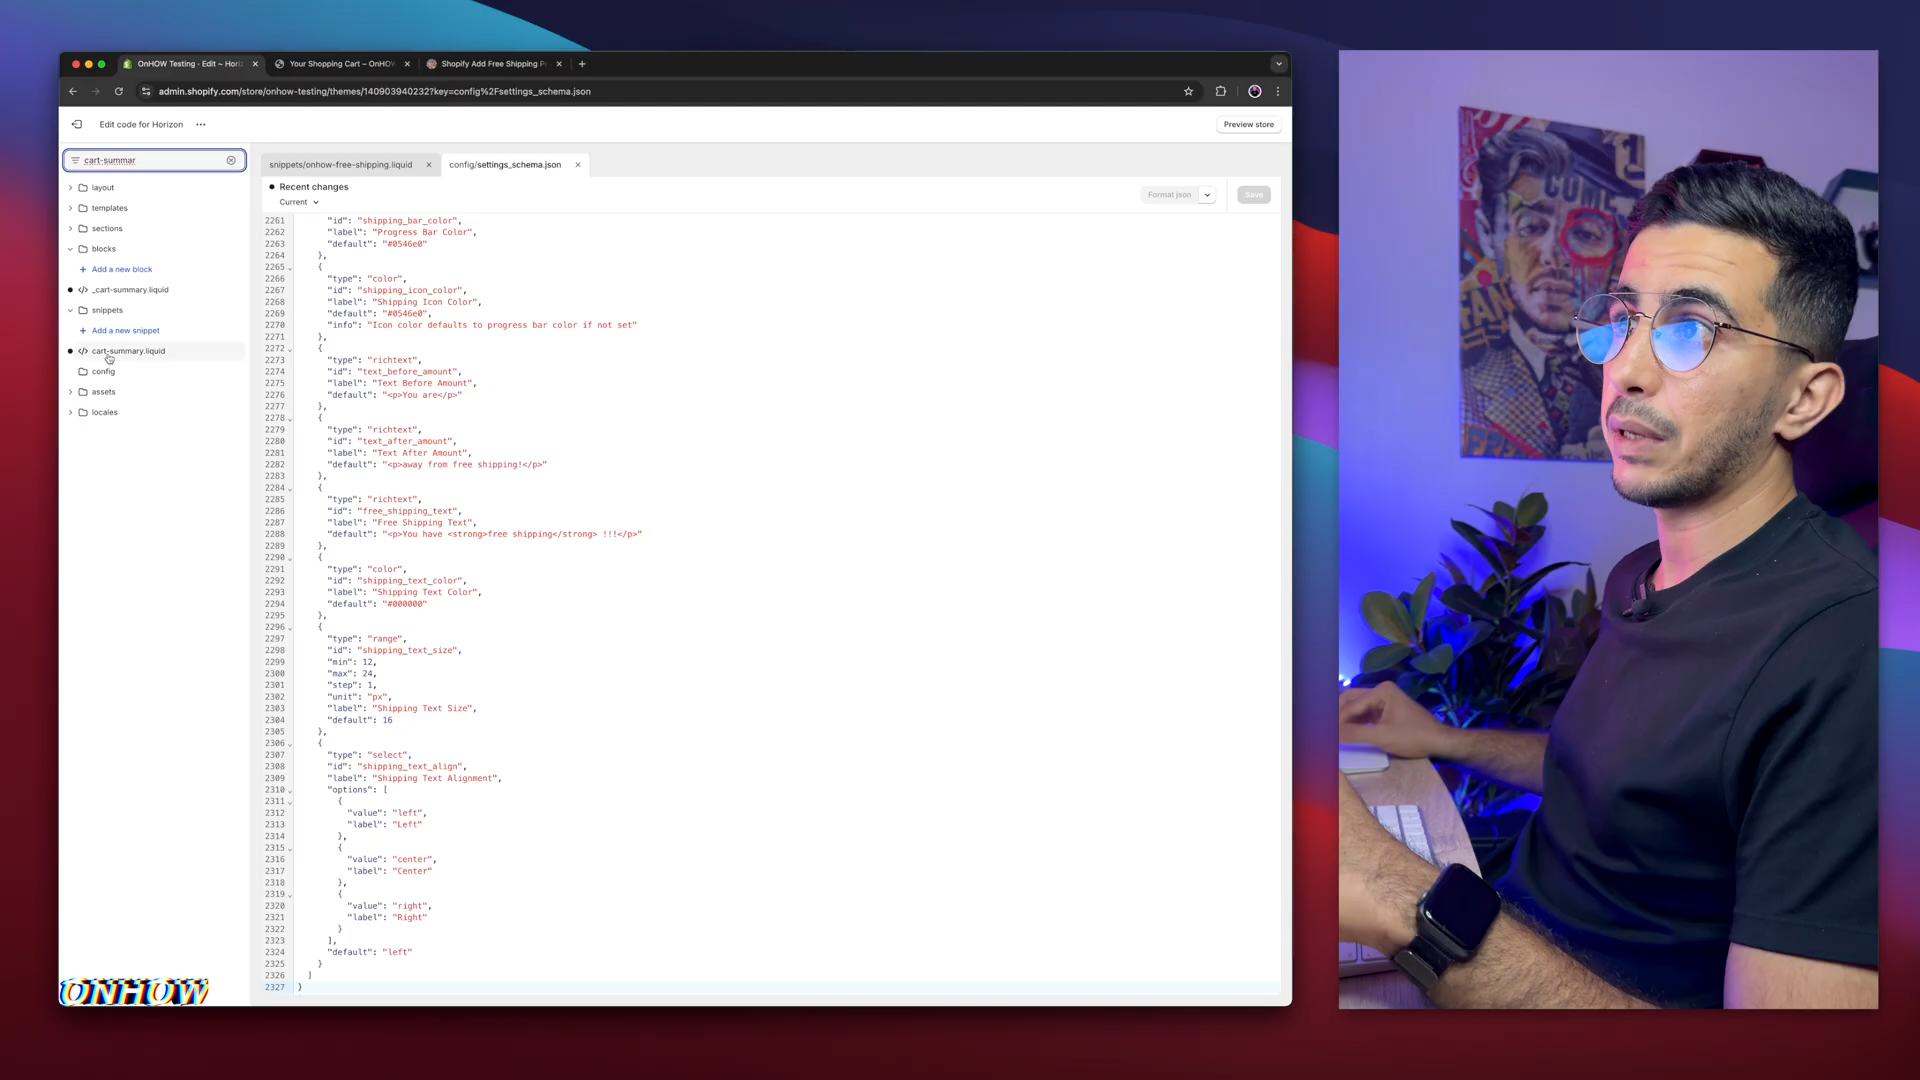 OnHOW Testing · Edit ~ Hori
Your Shopping Cart – OnHOW
Shopify Add Free Shipping P
admin.shopify.com/store/onhow-testing/themes/140903940232?key=config%2Fsettings_schema.json
Edit code for Horizon
Preview store
cart-summar
snippets/onhow-free-shipping.liquid
config/settings_schema.json
Recent changes
Current
Format json
Save
layout
templates
sections
blocks
Add a new block
_cart-summary.liquid
snippets
Add a new snippet
cart-summary.liquid
config
assets
locales
2261 "id": "shipping_bar_color",
2262 "label": "Progress Bar Color",
2263 "default": "#0546e0"
2264 },
2265 {
2266 "type": "color",
2267 "id": "shipping_icon_color",
2268 "label": "Shipping Icon Color",
2269 "default": "#0546e0",
2270 "info": "Icon color defaults to progress bar color if not set"
2271 },
2272 {
2273 "type": "richtext",
2274 "id": "text_before_amount",
2275 "label": "Text Before Amount",
2276 "default": "<p>You are</p>"
2277 },
2278 {
2279 "type": "richtext",
2280 "id": "text_after_amount",
2281 "label": "Text After Amount",
2282 "default": "<p>away from free shipping!</p>"
2283 },
2284 {
2285 "type": "richtext",
2286 "id": "free_shipping_text",
2287 "label": "Free Shipping Text",
2288 "default": "<p>You have <strong>free shipping</strong> !!!</p>"
2289 },
2290 {
2291 "type": "color",
2292 "id": "shipping_text_color",
2293 "label": "Shipping Text Color",
2294 "default": "#000000"
2295 },
2296 {
2297 "type": "range",
2298 "id": "shipping_text_size",
2299 "min": 12,
2300 "max": 24,
2301 "step": 1,
2302 "unit": "px",
2303 "label": "Shipping Text Size",
2304 "default": 16
2305 },
2306 {
2307 "type": "select",
2308 "id": "shipping_text_align",
2309 "label": "Shipping Text Alignment",
2310 "options": [
2311 {
2312 "value": "left",
2313 "label": "Left"
2314 },
2315 {
2316 "value": "center",
2317 "label": "Center"
2318 },
2319 {
2320 "value": "right",
2321 "label": "Right"
2322 }
2323 ],
2324 "default": "left"
2325 }
2326 ]
2327 }
ONHOW